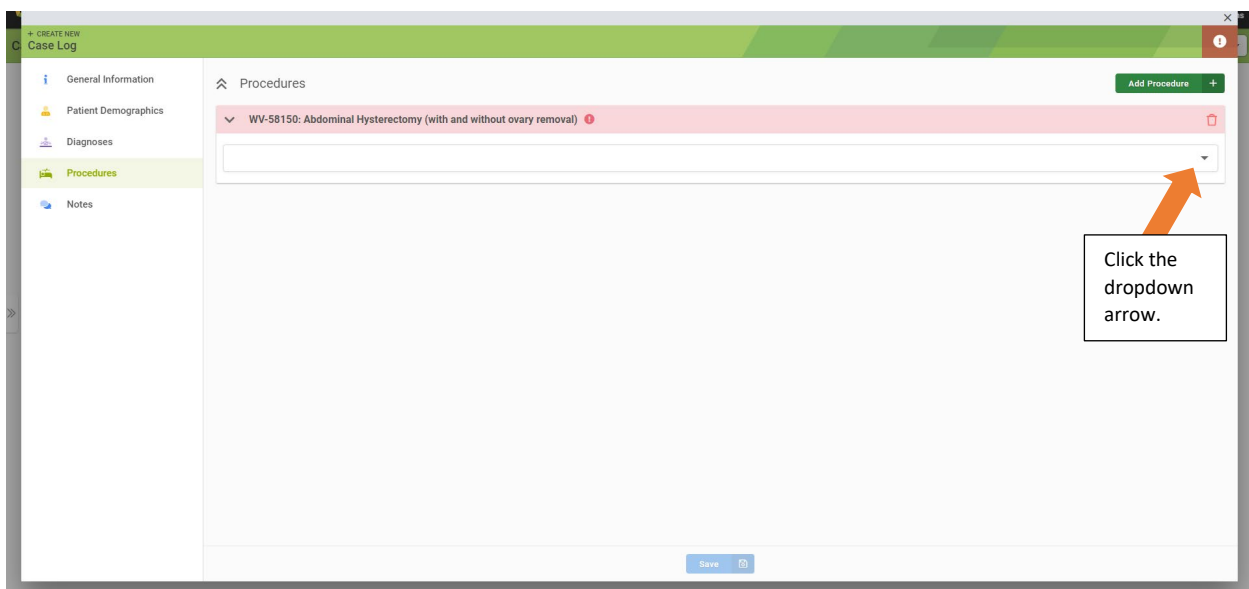 + CREATE NEW
Case Log
General Information
Patient Demographics
Diagnoses
Procedures
Notes
Procedures
Add Procedure +
WV-58150: Abdominal Hysterectomy (with and without ovary removal)
Click the
dropdown
arrow.
Save